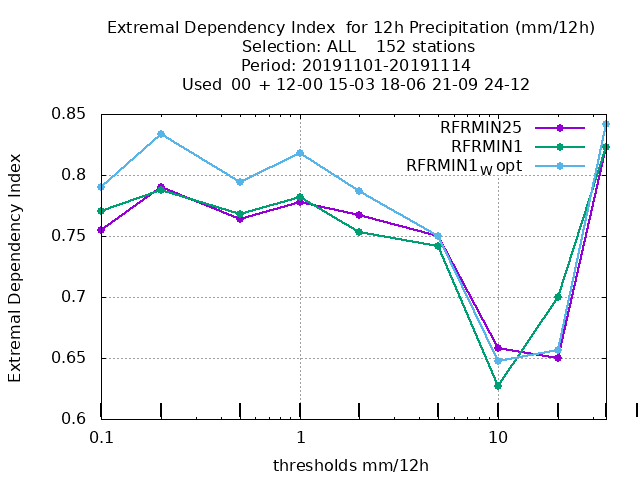 Extremal Dependency Index  for 12h Precipitation (mm/12h)
Selection: ALL    152 stations
Period: 20191101-20191114
Used  00 + 12-00 15-03 18-06 21-09 24-12
RFRMIN25
RFRMIN1
RFRMIN1W opt
Extremal Dependency Index
0.85
0.8
0.75
0.7
0.65
0.6
0.1
1
10
thresholds mm/12h